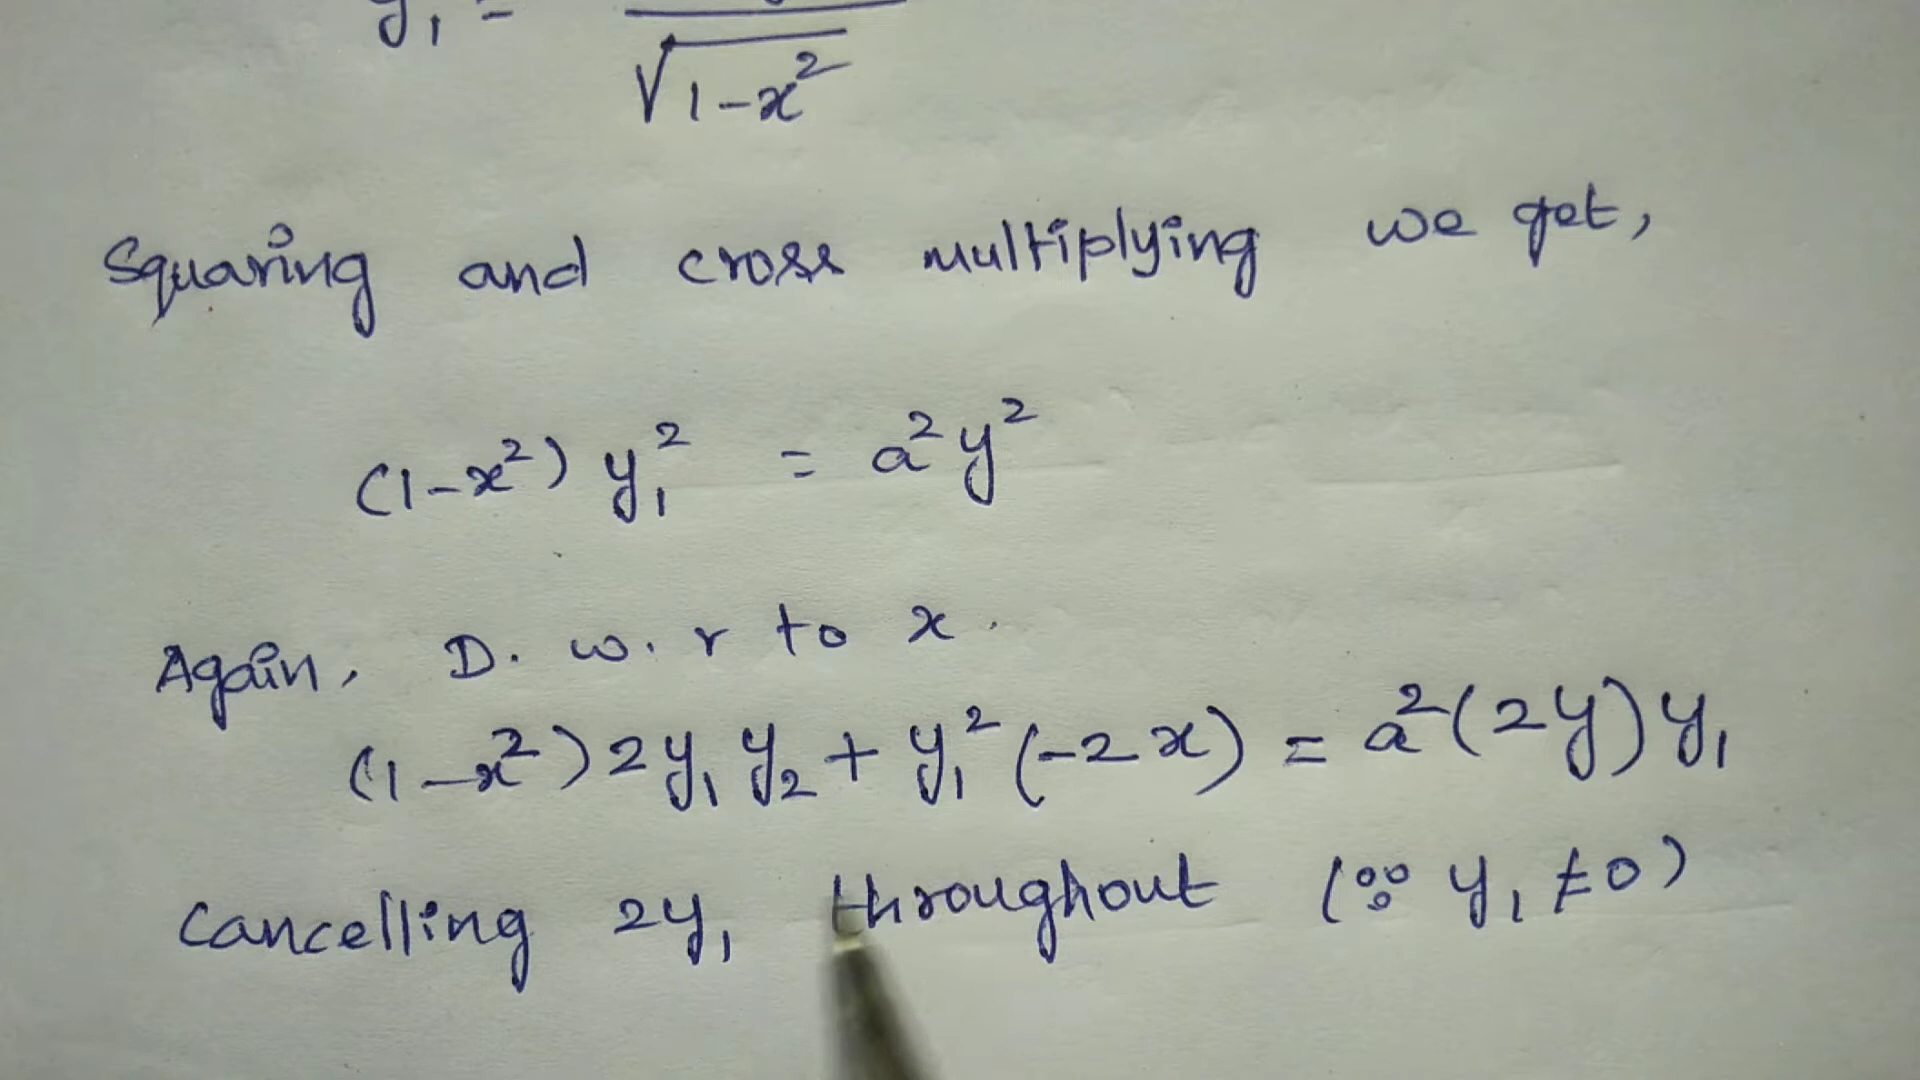 y₁ =
√1-x²
Squaring and cross multiplying we get,
(1-x²) y₁² = a²y²
Again, D. w. r to x.
(1-x²) 2y₁ y₂ + y₁² (-2x) = a² (2y) y₁
Cancelling 2y₁ throughout (∵ y₁ ≠ 0)